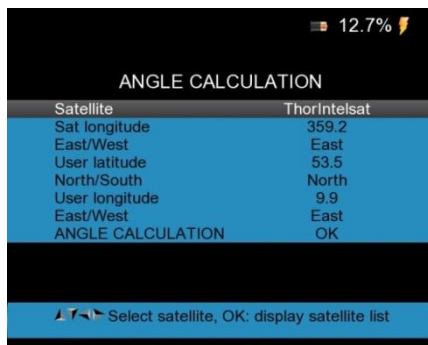 12.7%
ANGLE CALCULATION
Satellite ThorIntelsat
Sat longitude 359.2
East/West East
User latitude 53.5
North/South North
User longitude 9.9
East/West East
ANGLE CALCULATION OK
Select satellite, OK: display satellite list